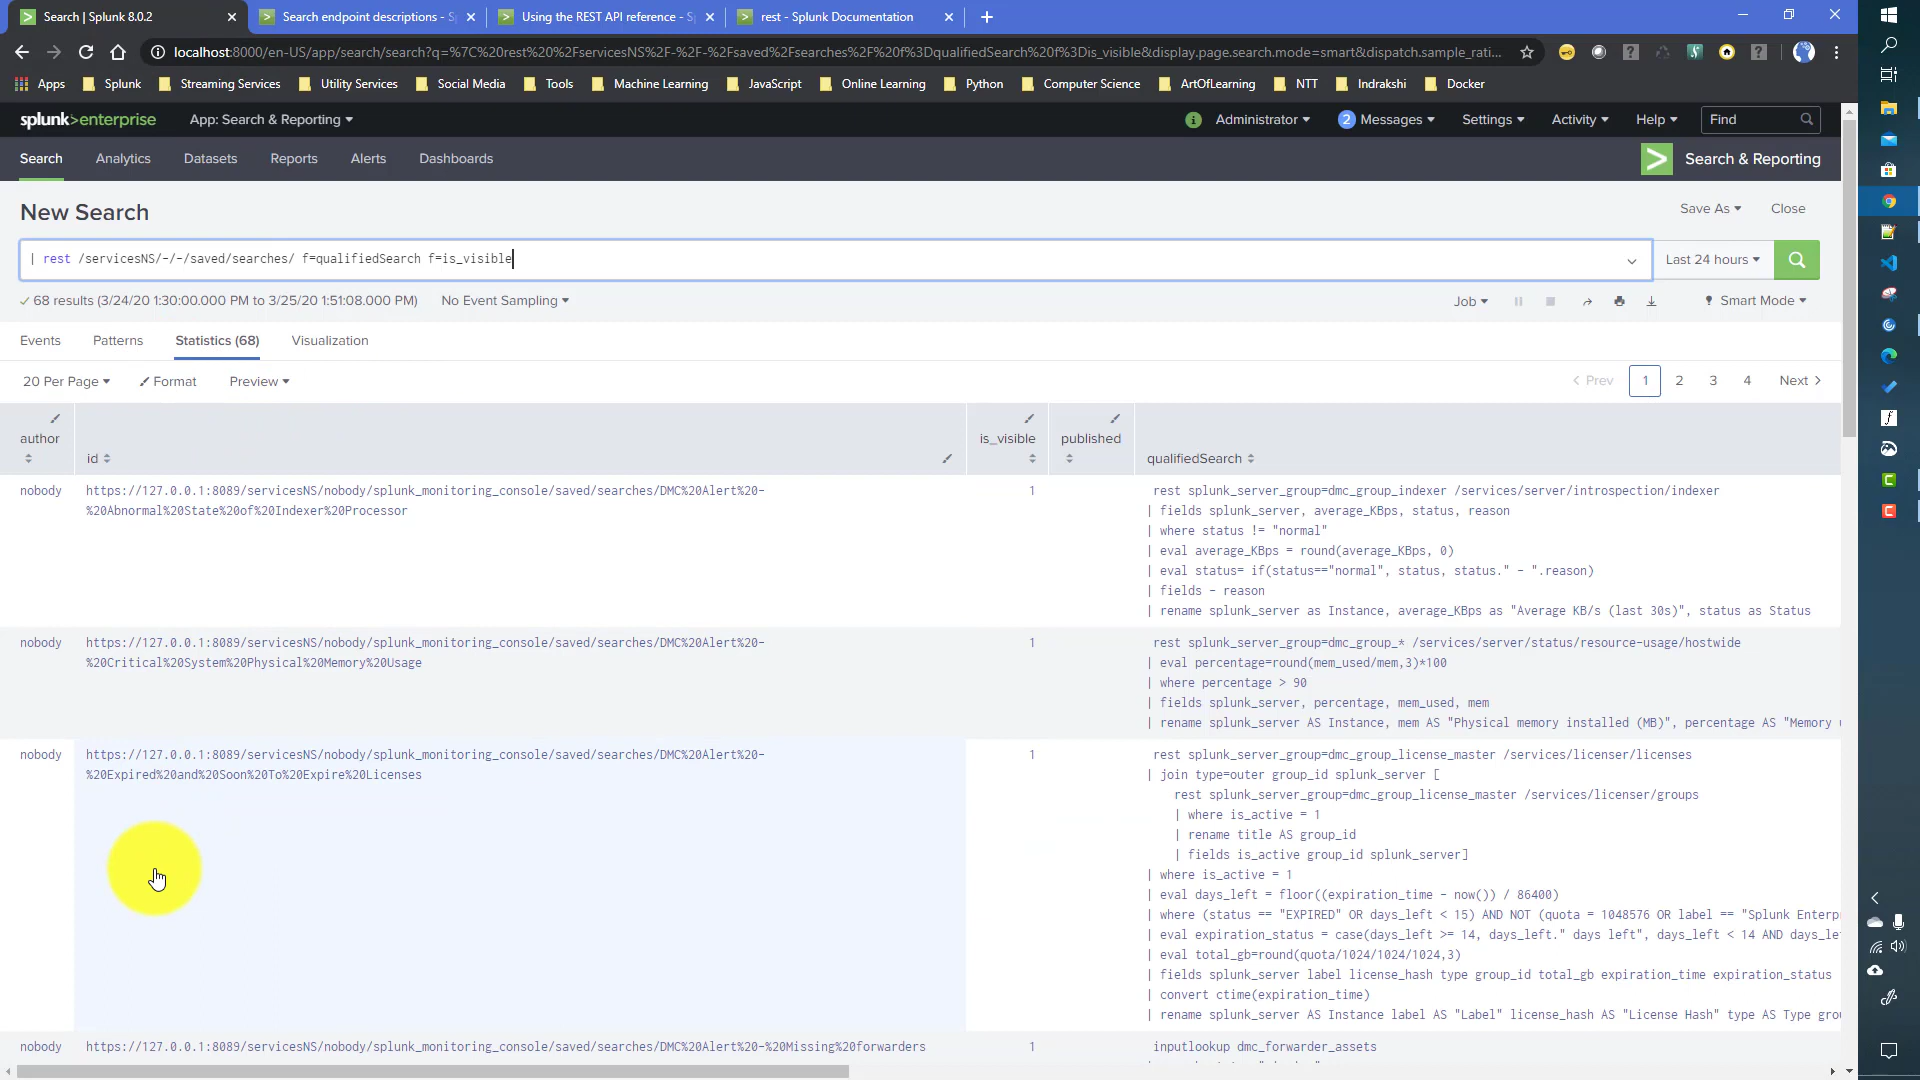 Search | Splunk 8.0.2
Search endpoint descriptions - S
Using the REST API reference - S
rest - Splunk Documentation
localhost:8000/en-US/app/search/search?q=%7C%20rest%20%2FservicesNS%2F-%2F-%2Fsaved%2Fsearches%2F%20f%3DqualifiedSearch%20f%3Dis_visible&display.page.search.mode=smart&dispatch.sample_rati...
Apps
Splunk
Streaming Services
Utility Services
Social Media
Tools
Machine Learning
JavaScript
Online Learning
Python
Computer Science
ArtOfLearning
NTT
Indrakshi
Docker
splunk>enterprise
App: Search & Reporting
i
Administrator
2 Messages
Settings
Activity
Help
Find
Search
Analytics
Datasets
Reports
Alerts
Dashboards
Search & Reporting
New Search
Save As
Close
| rest /servicesNS/-/-/saved/searches/ f=qualifiedSearch f=is_visible
Last 24 hours
68 results (3/24/20 1:30:00.000 PM to 3/25/20 1:51:08.000 PM)
No Event Sampling
Job
Smart Mode
Events
Patterns
Statistics (68)
Visualization
20 Per Page
Format
Preview
< Prev
1
2
3
4
Next >
author
id
is_visible
published
qualifiedSearch
nobody
https://127.0.0.1:8089/servicesNS/nobody/splunk_monitoring_console/saved/searches/DMC%20Alert%20-
%20Abnormal%20State%20of%20Indexer%20Processor
1
rest splunk_server_group=dmc_group_indexer /services/server/introspection/indexer
| fields splunk_server, average_KBps, status, reason
| where status != "normal"
| eval average_KBps = round(average_KBps, 0)
| eval status= if(status=="normal", status, status." - ".reason)
| fields - reason
| rename splunk_server as Instance, average_KBps as "Average KB/s (last 30s)", status as Status
nobody
https://127.0.0.1:8089/servicesNS/nobody/splunk_monitoring_console/saved/searches/DMC%20Alert%20-
%20Critical%20System%20Physical%20Memory%20Usage
1
rest splunk_server_group=dmc_group_* /services/server/status/resource-usage/hostwide
| eval percentage=round(mem_used/mem,3)*100
| where percentage > 90
| fields splunk_server, percentage, mem_used, mem
| rename splunk_server AS Instance, mem AS "Physical memory installed (MB)", percentage AS "Memory
nobody
https://127.0.0.1:8089/servicesNS/nobody/splunk_monitoring_console/saved/searches/DMC%20Alert%20-
%20Expired%20and%20Soon%20To%20Expire%20Licenses
1
rest splunk_server_group=dmc_group_license_master /services/licenser/licenses
| join type=outer group_id splunk_server [
rest splunk_server_group=dmc_group_license_master /services/licenser/groups
| where is_active = 1
| rename title AS group_id
| fields is_active group_id splunk_server]
| where is_active = 1
| eval days_left = floor((expiration_time - now()) / 86400)
| where (status == "EXPIRED" OR days_left < 15) AND NOT (quota = 1048576 OR label == "Splunk Enterp
| eval expiration_status = case(days_left >= 14, days_left." days left", days_left < 14 AND days_le
| eval total_gb=round(quota/1024/1024/1024,3)
| fields splunk_server label license_hash type group_id total_gb expiration_time expiration_status
| convert ctime(expiration_time)
| rename splunk_server AS Instance label AS "Label" license_hash AS "License Hash" type AS Type grou
nobody
https://127.0.0.1:8089/servicesNS/nobody/splunk_monitoring_console/saved/searches/DMC%20Alert%20-%20Missing%20forwarders
1
inputlookup dmc_forwarder_assets